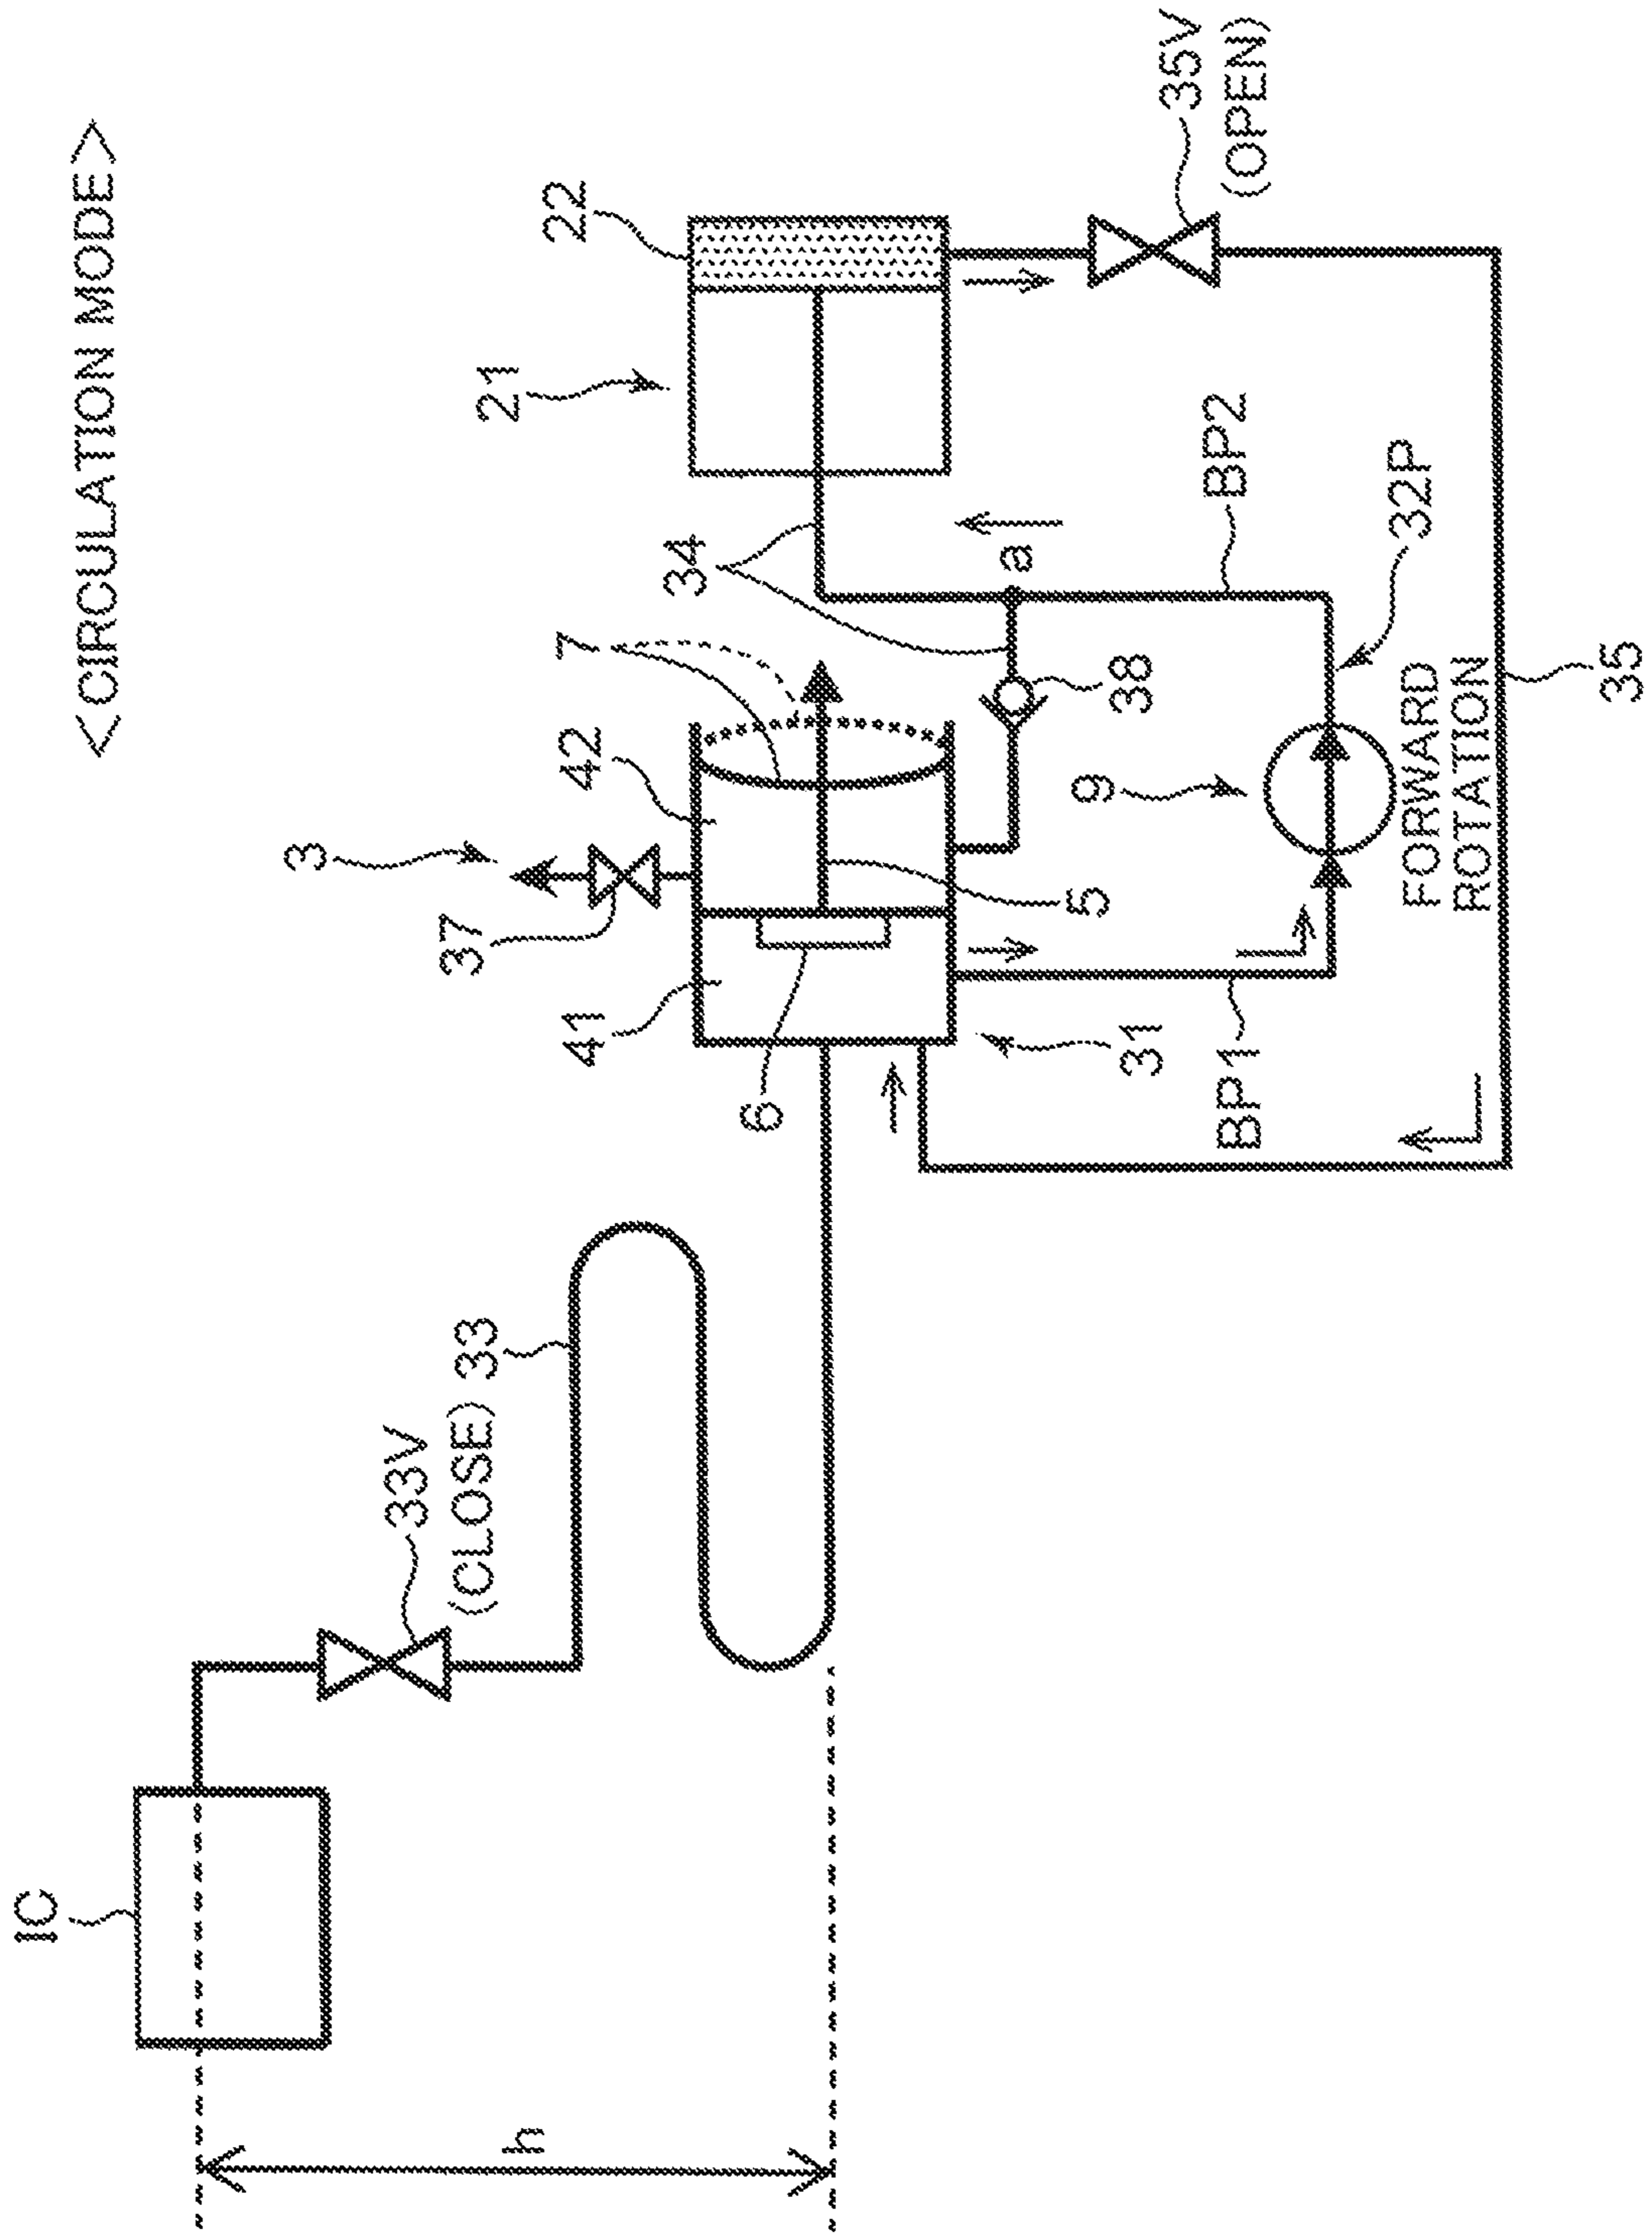 <CIRCULATION MODE>
IC
33V
(CLOSE)
33
h
3
37
41
42
7
6
5
31
34
a
38
21
22
35V
(OPEN)
BP1
BP2
9
32P
FORWARD
ROTATION
35